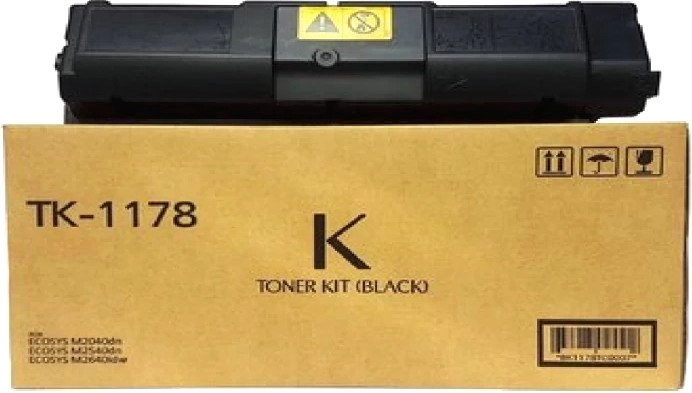 TK-1178
K
TONER KIT (BLACK)
ECOSYS M2040dn
ECOSYS M2540dn
ECOSYS M2640idw